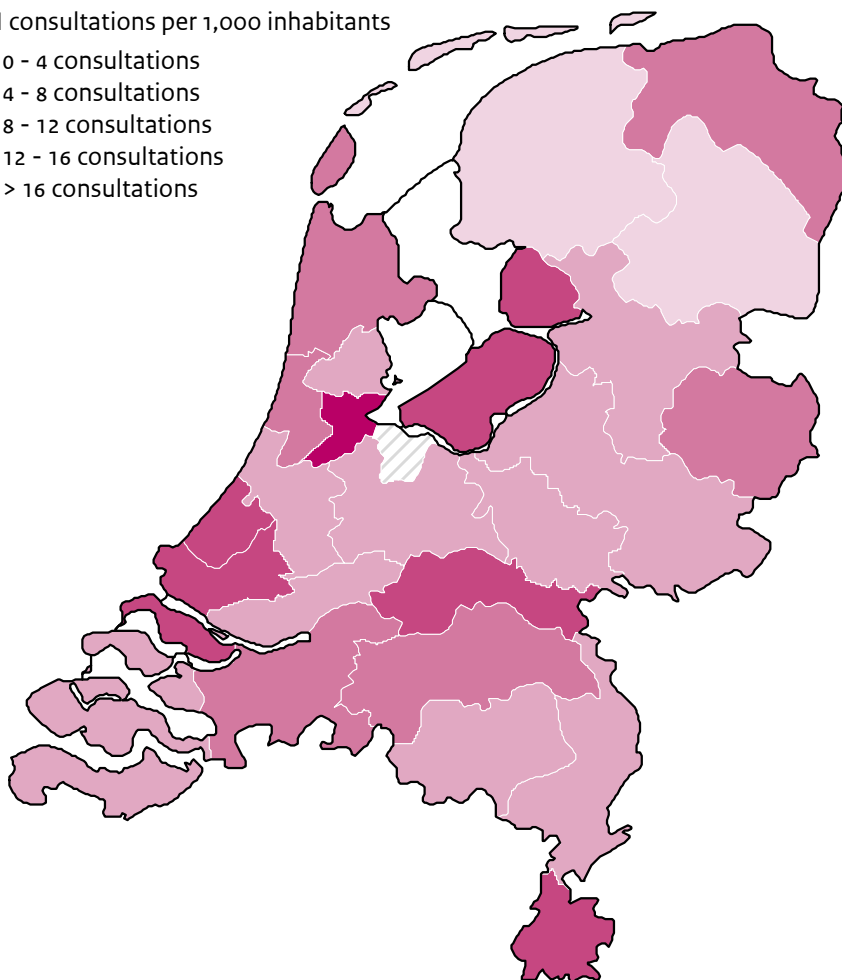 consultations per 1,000 inhabitants
0 - 4 consultations
4 - 8 consultations
8 - 12 consultations
12 - 16 consultations
> 16 consultations